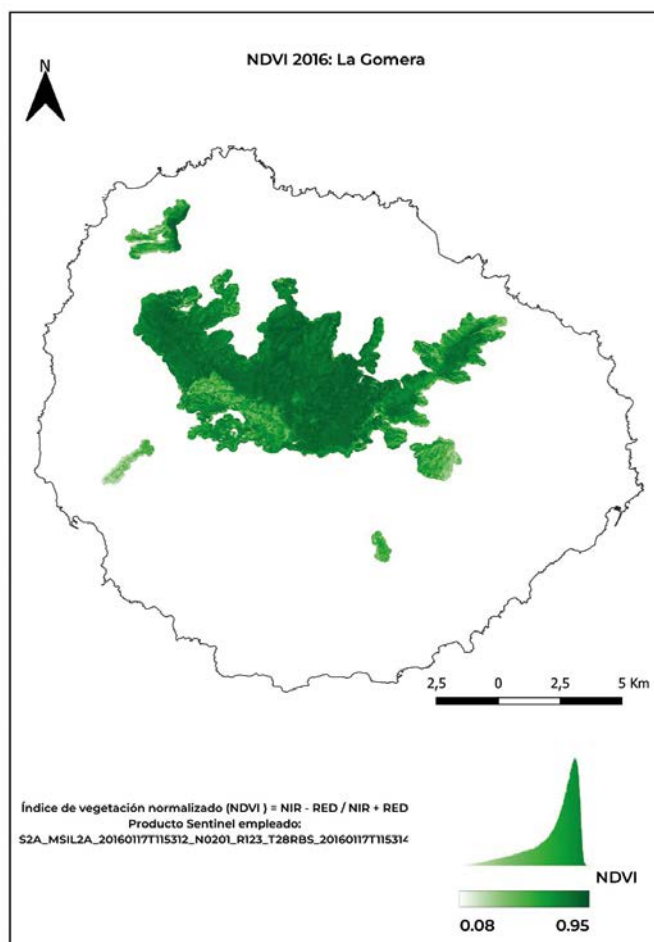 NDVI 2016: La Gomera
N
2,5 0 2,5 5 Km
Índice de vegetación normalizado (NDVI ) = NIR - RED / NIR + RED
Producto Sentinel empleado:
S2A_MSIL2A_20160117T115312_N0201_R123_T28RBS_20160117T115314
NDVI
0.08 0.95